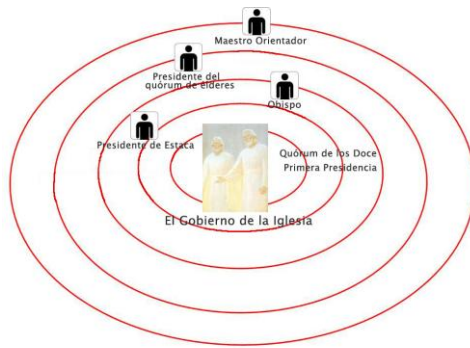 Maestro Orientador
Presidente del
quórum de élderes
Obispo
Presidente de Estaca
Quórum de los Doce
Primera Presidencia
El Gobierno de la Iglesia